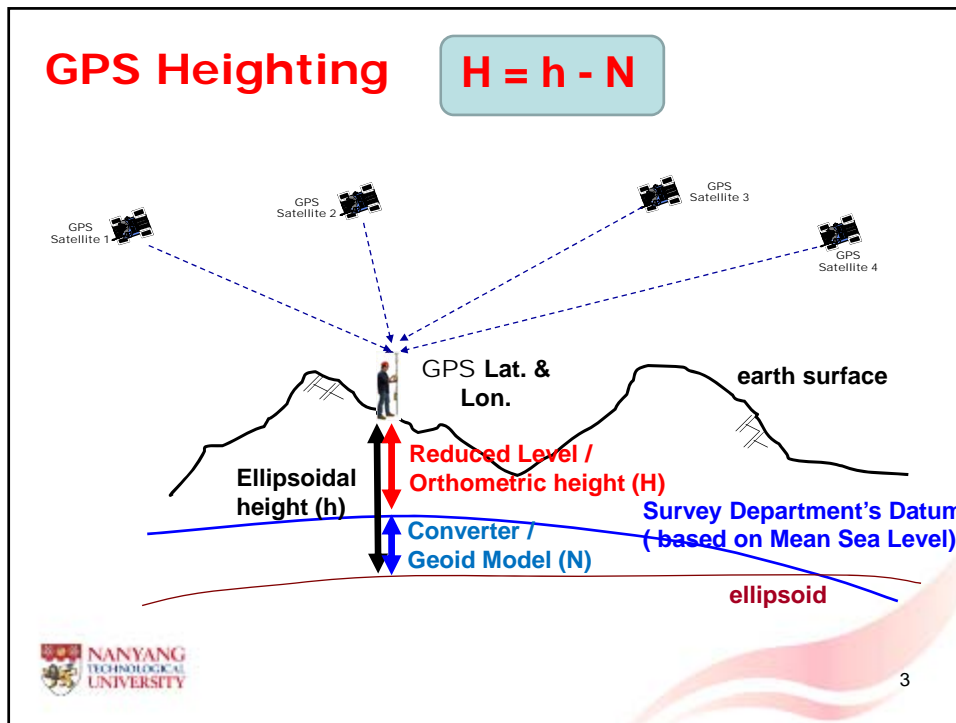 GPS Heighting
H = h - N
GPS
Satellite 1
GPS
Satellite 2
GPS
Satellite 3
GPS
Satellite 4
GPS Lat. &
Lon.
earth surface
Ellipsoidal
height (h)
Reduced Level /
Orthometric height (H)
Converter /
Geoid Model (N)
Survey Department's Datum
( based on Mean Sea Level)
ellipsoid
NANYANG
TECHNOLOGICAL
UNIVERSITY
3